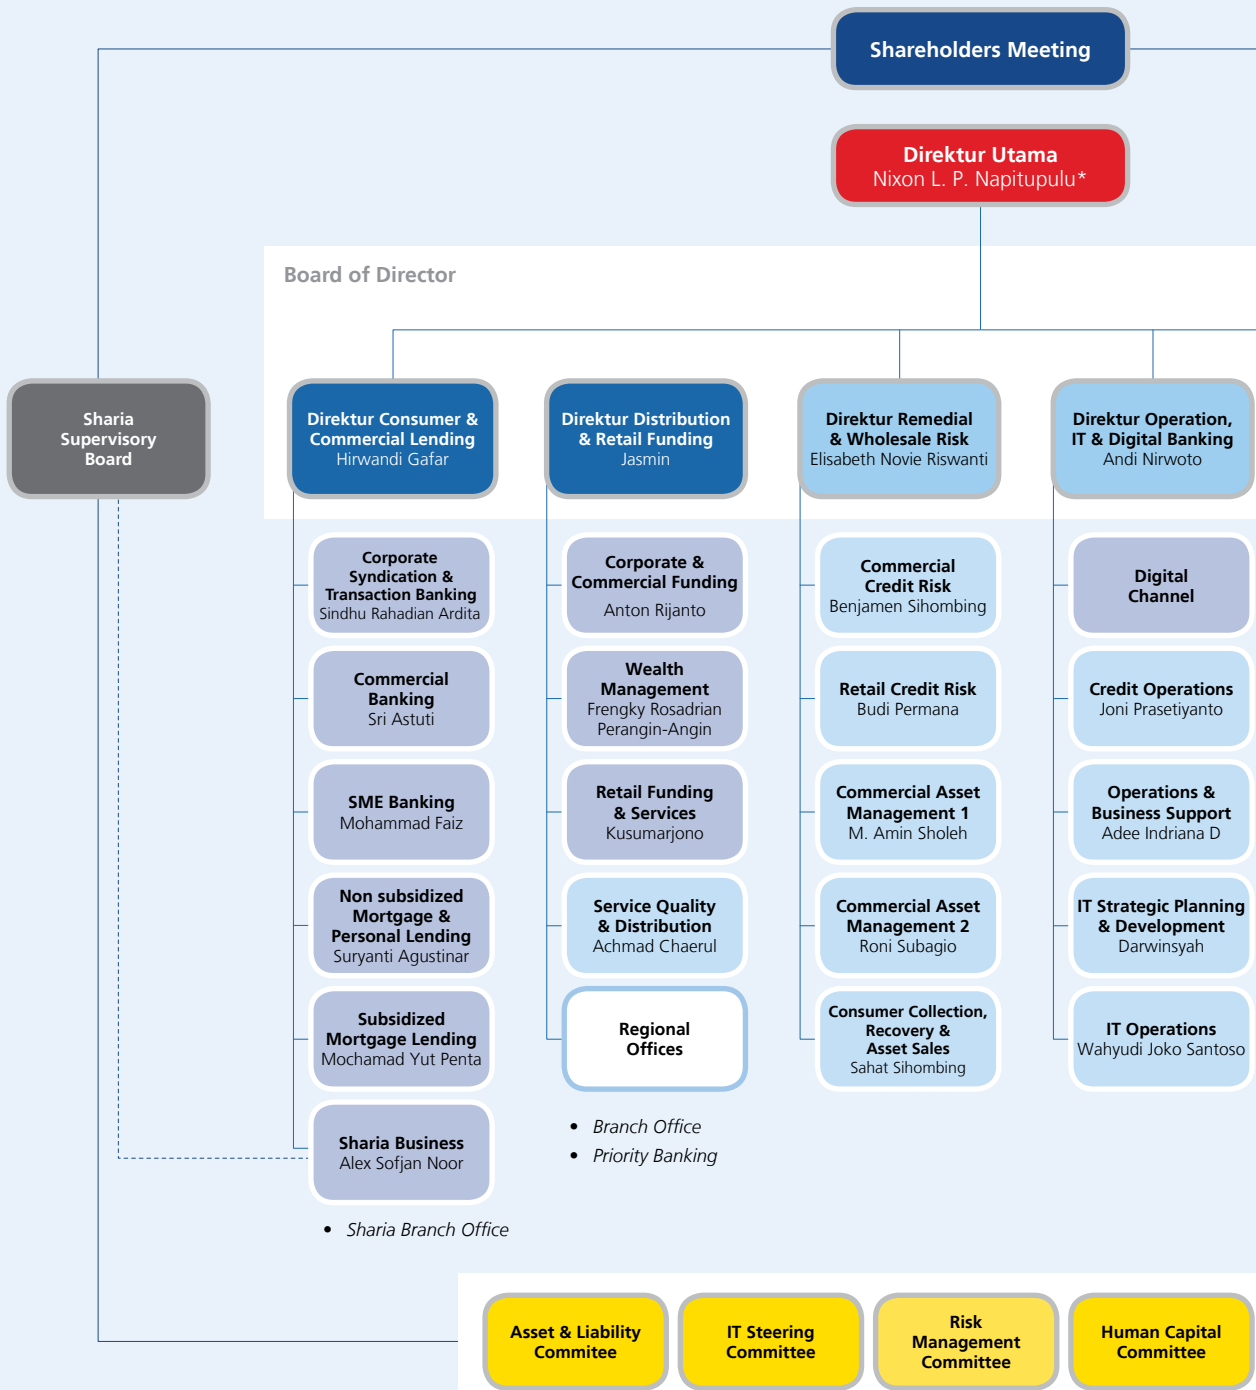 Shareholders Meeting
Direktur Utama
Nixon L. P. Napitupulu*
Board of Director
Sharia
Supervisory
Board
Direktur Consumer &
Commercial Lending
Hirwandi Gafar
Direktur Distribution
& Retail Funding
Jasmin
Direktur Remedial
& Wholesale Risk
Elisabeth Novie Riswanti
Direktur Operation,
IT & Digital Banking
Andi Nirwoto
Corporate
Syndication &
Transaction Banking
Sindhu Rahadian Ardita
Commercial
Banking
Sri Astuti
SME Banking
Mohammad Faiz
Non subsidized
Mortgage &
Personal Lending
Suryanti Agustinar
Subsidized
Mortgage Lending
Mochamad Yut Penta
Sharia Business
Alex Sofjan Noor
• Sharia Branch Office
Corporate &
Commercial Funding
Anton Rijanto
Wealth
Management
Frengky Rosadrian
Perangin-Angin
Retail Funding
& Services
Kusumarjono
Service Quality
& Distribution
Achmad Chaerul
Regional
Offices
• Branch Office
• Priority Banking
Commercial
Credit Risk
Benjamen Sihombing
Retail Credit Risk
Budi Permana
Commercial Asset
Management 1
M. Amin Sholeh
Commercial Asset
Management 2
Roni Subagio
Consumer Collection,
Recovery &
Asset Sales
Sahat Sihombing
Digital
Channel
Credit Operations
Joni Prasetiyanto
Operations &
Business Support
Adee Indriana D
IT Strategic Planning
& Development
Darwinsyah
IT Operations
Wahyudi Joko Santoso
Asset & Liability
Commitee
IT Steering
Committee
Risk
Management
Committee
Human Capital
Committee